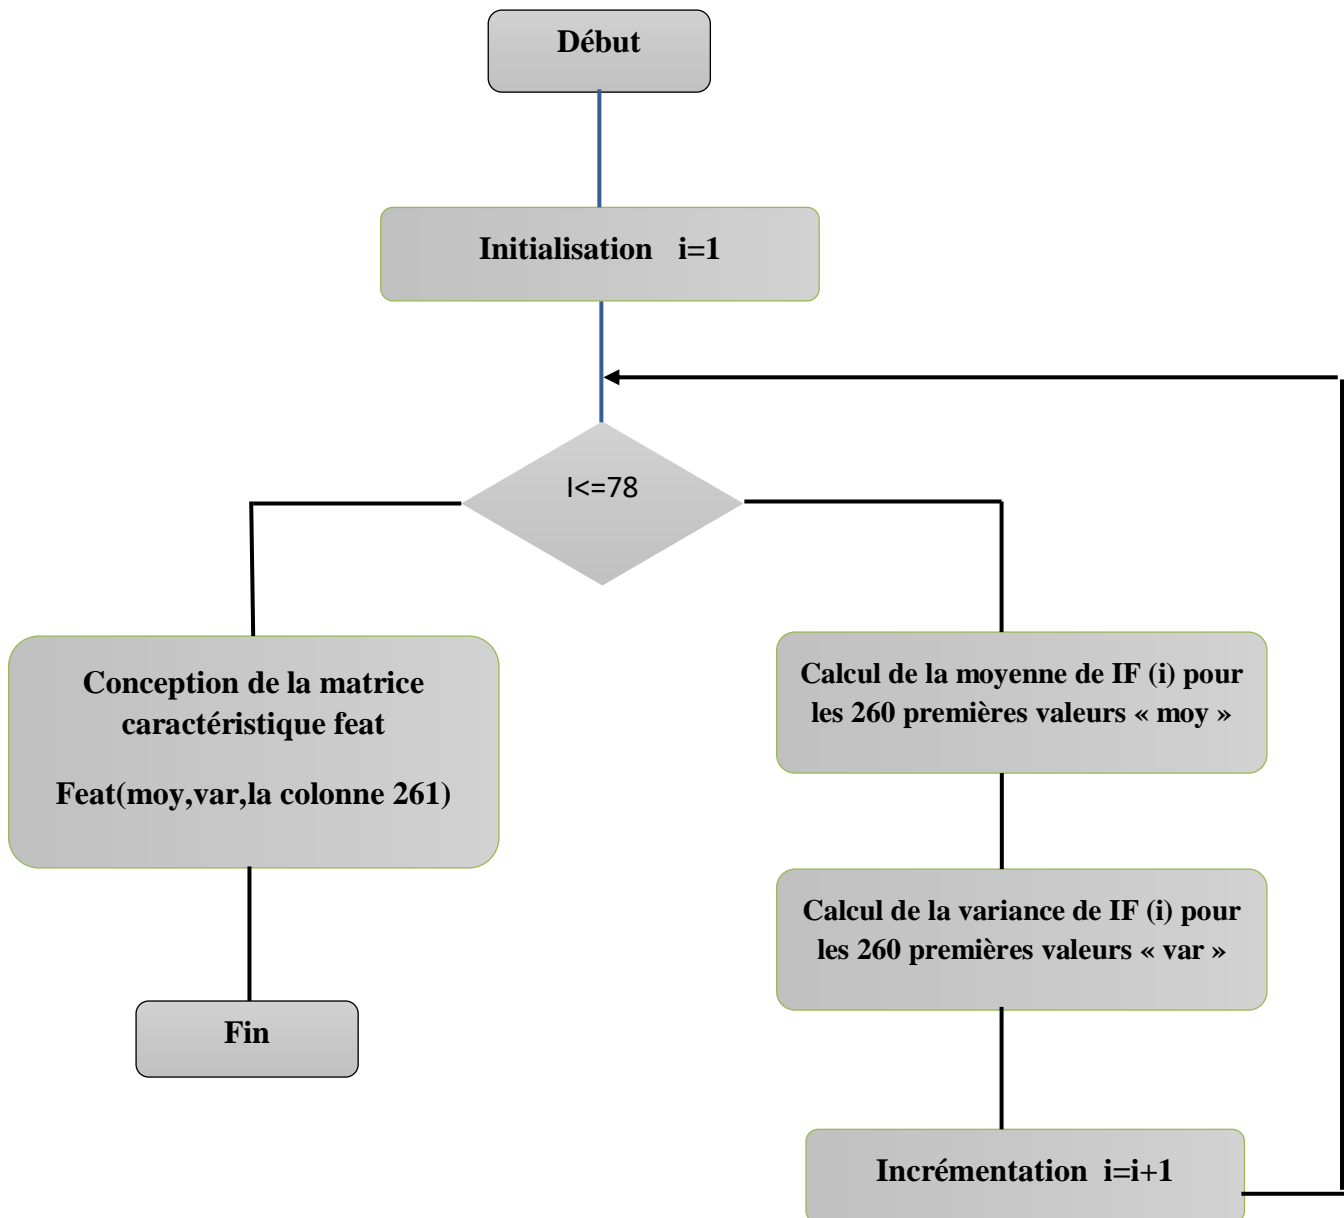 Début
Initialisation i=1
I<=78
Conception de la matrice
caractéristique feat
Feat(moy,var,la colonne 261)
Fin
Calcul de la moyenne de IF (i) pour
les 260 premières valeurs « moy »
Calcul de la variance de IF (i) pour
les 260 premières valeurs « var »
Incrémentation i=i+1